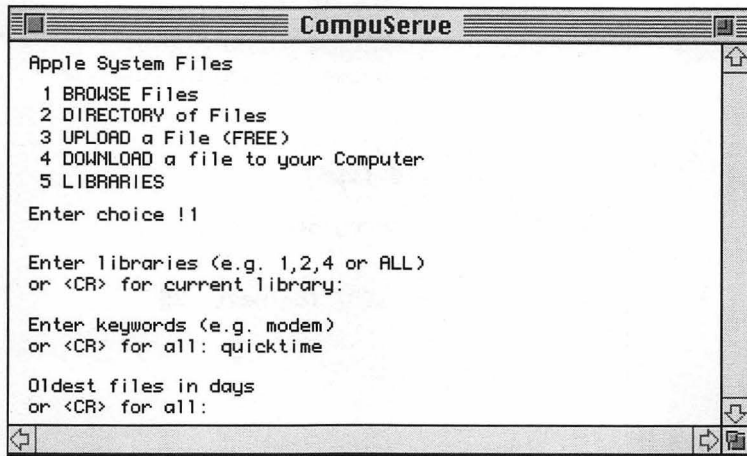 CompuServe
Apple System Files
1 BROWSE Files
2 DIRECTORY of Files
3 UPLOAD a File (FREE)
4 DOWNLOAD a file to your Computer
5 LIBRARIES
Enter choice !1
Enter libraries (e.g. 1,2,4 or ALL)
or <CR> for current library:
Enter keywords (e.g. modem)
or <CR> for all: quicktime
Oldest files in days
or <CR> for all: